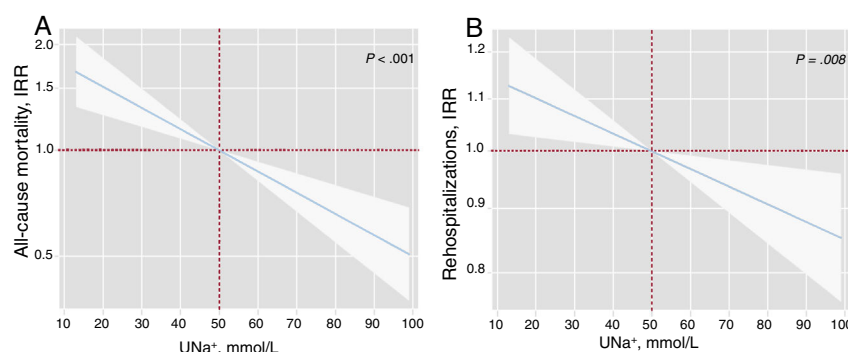 A
All-cause mortality, IRR
2.0
1.5
1.0
0.5
P < .001
10 20 30 40 50 60 70 80 90 100
UNa+, mmol/L
B
Rehospitalizations, IRR
1.2
1.1
1.0
0.9
0.8
P = .008
10 20 30 40 50 60 70 80 90 100
UNa+, mmol/L